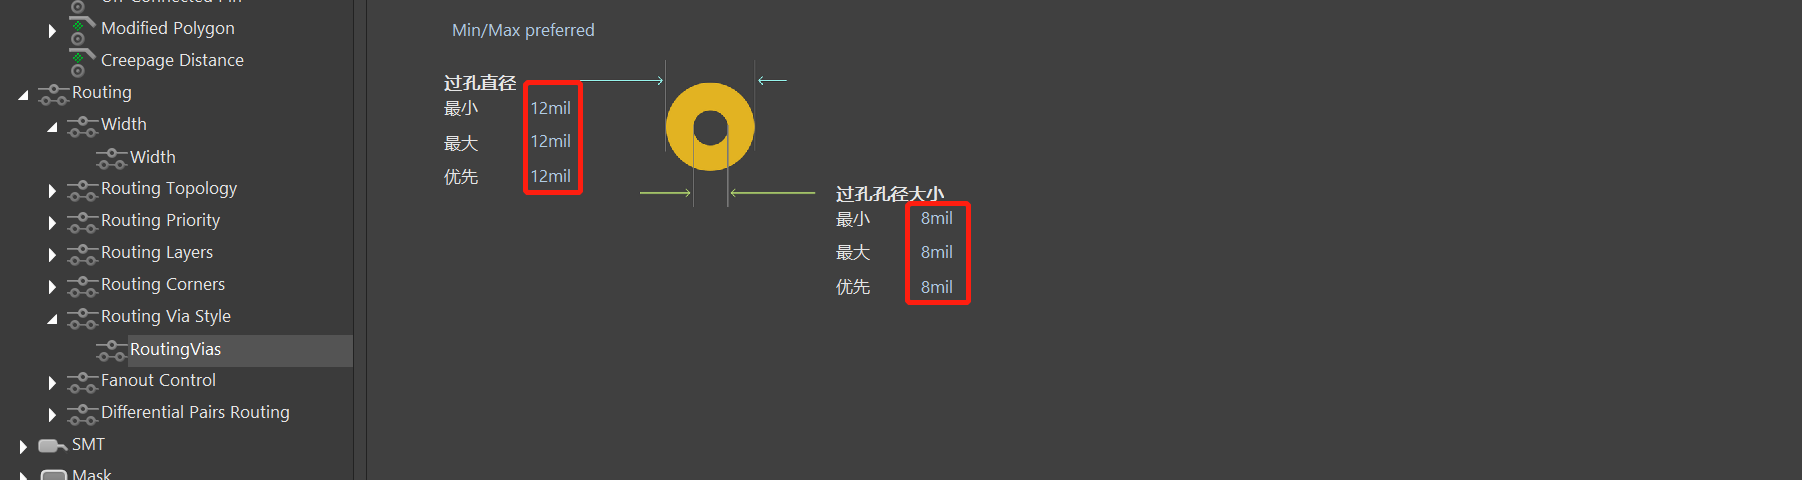 Modified Polygon
Creepage Distance
Routing
Width
Width
Routing Topology
Routing Priority
Routing Layers
Routing Corners
Routing Via Style
RoutingVias
Fanout Control
Differential Pairs Routing
SMT
Mask
Min/Max preferred
过孔直径
最小 12mil
最大 12mil
优先 12mil
过孔孔径大小
最小 8mil
最大 8mil
优先 8mil